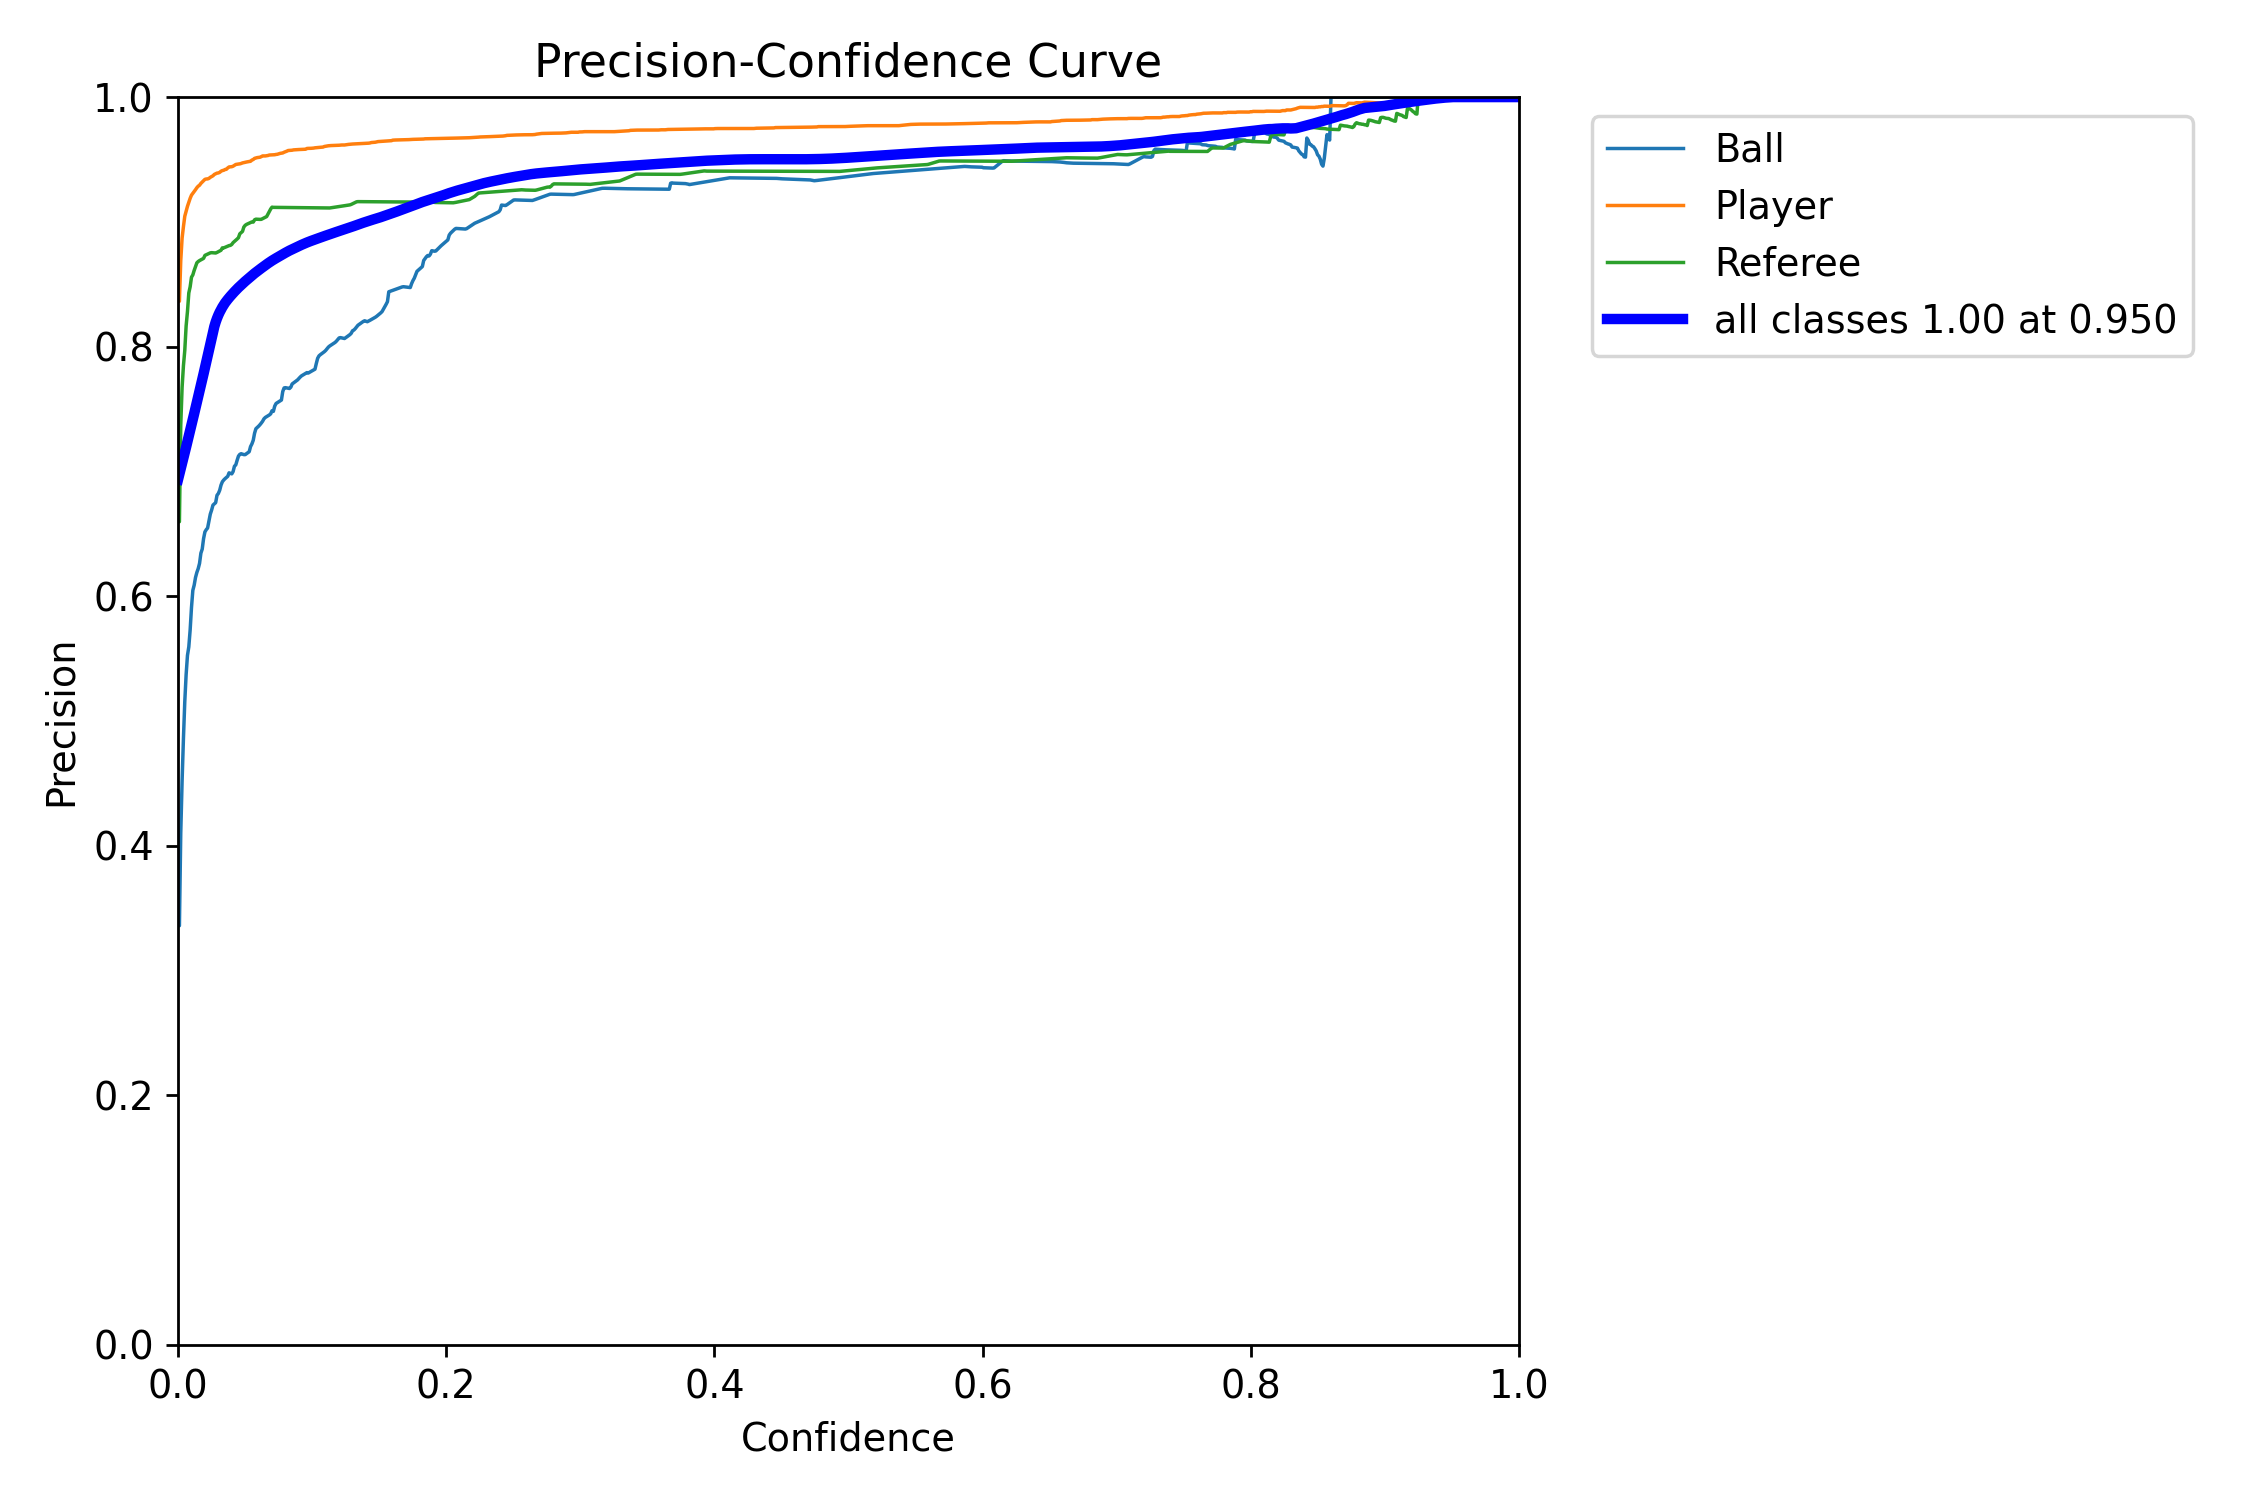 Precision-Confidence Curve
1.0
0.8
0.6
0.4
0.2
0.0
Precision
0.0 0.2 0.4 0.6 0.8 1.0
Confidence
Ball
Player
Referee
all classes 1.00 at 0.950